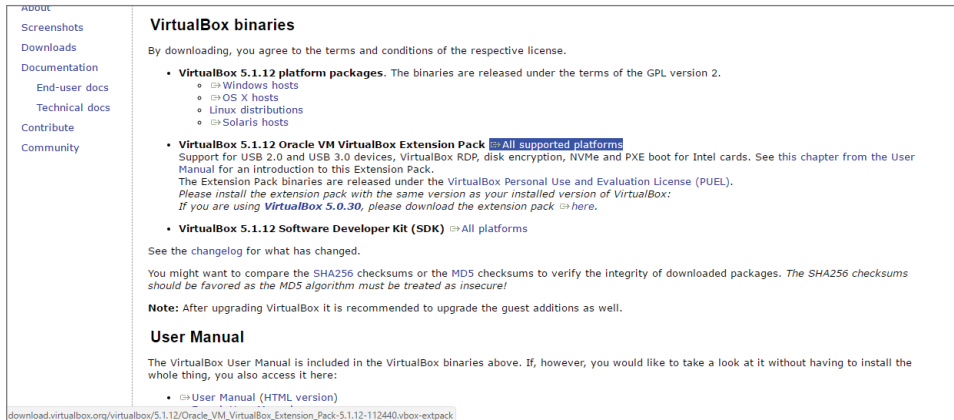 About
Screenshots
Downloads
Documentation
End-user docs
Technical docs
Contribute
Community
VirtualBox binaries
By downloading, you agree to the terms and conditions of the respective license.
VirtualBox 5.1.12 platform packages. The binaries are released under the terms of the GPL version 2.
Windows hosts
OS X hosts
Linux distributions
Solaris hosts
VirtualBox 5.1.12 Oracle VM VirtualBox Extension Pack All supported platforms
Support for USB 2.0 and USB 3.0 devices, VirtualBox RDP, disk encryption, NVMe and PXE boot for Intel cards. See this chapter from the User
Manual for an introduction to this Extension Pack.
The Extension Pack binaries are released under the VirtualBox Personal Use and Evaluation License (PUEL).
Please install the extension pack with the same version as your installed version of VirtualBox:
If you are using VirtualBox 5.0.30, please download the extension pack here.
VirtualBox 5.1.12 Software Developer Kit (SDK) All platforms
See the changelog for what has changed.
You might want to compare the SHA256 checksums or the MD5 checksums to verify the integrity of downloaded packages. The SHA256 checksums
should be favored as the MD5 algorithm must be treated as insecure!
Note: After upgrading VirtualBox it is recommended to upgrade the guest additions as well.
User Manual
The VirtualBox User Manual is included in the VirtualBox binaries above. If, however, you would like to take a look at it without having to install the
whole thing, you also access it here:
User Manual (HTML version)
download.virtualbox.org/virtualbox/5.1.12/Oracle_VM_VirtualBox_Extension_Pack-5.1.12-112440.vbox-extpack